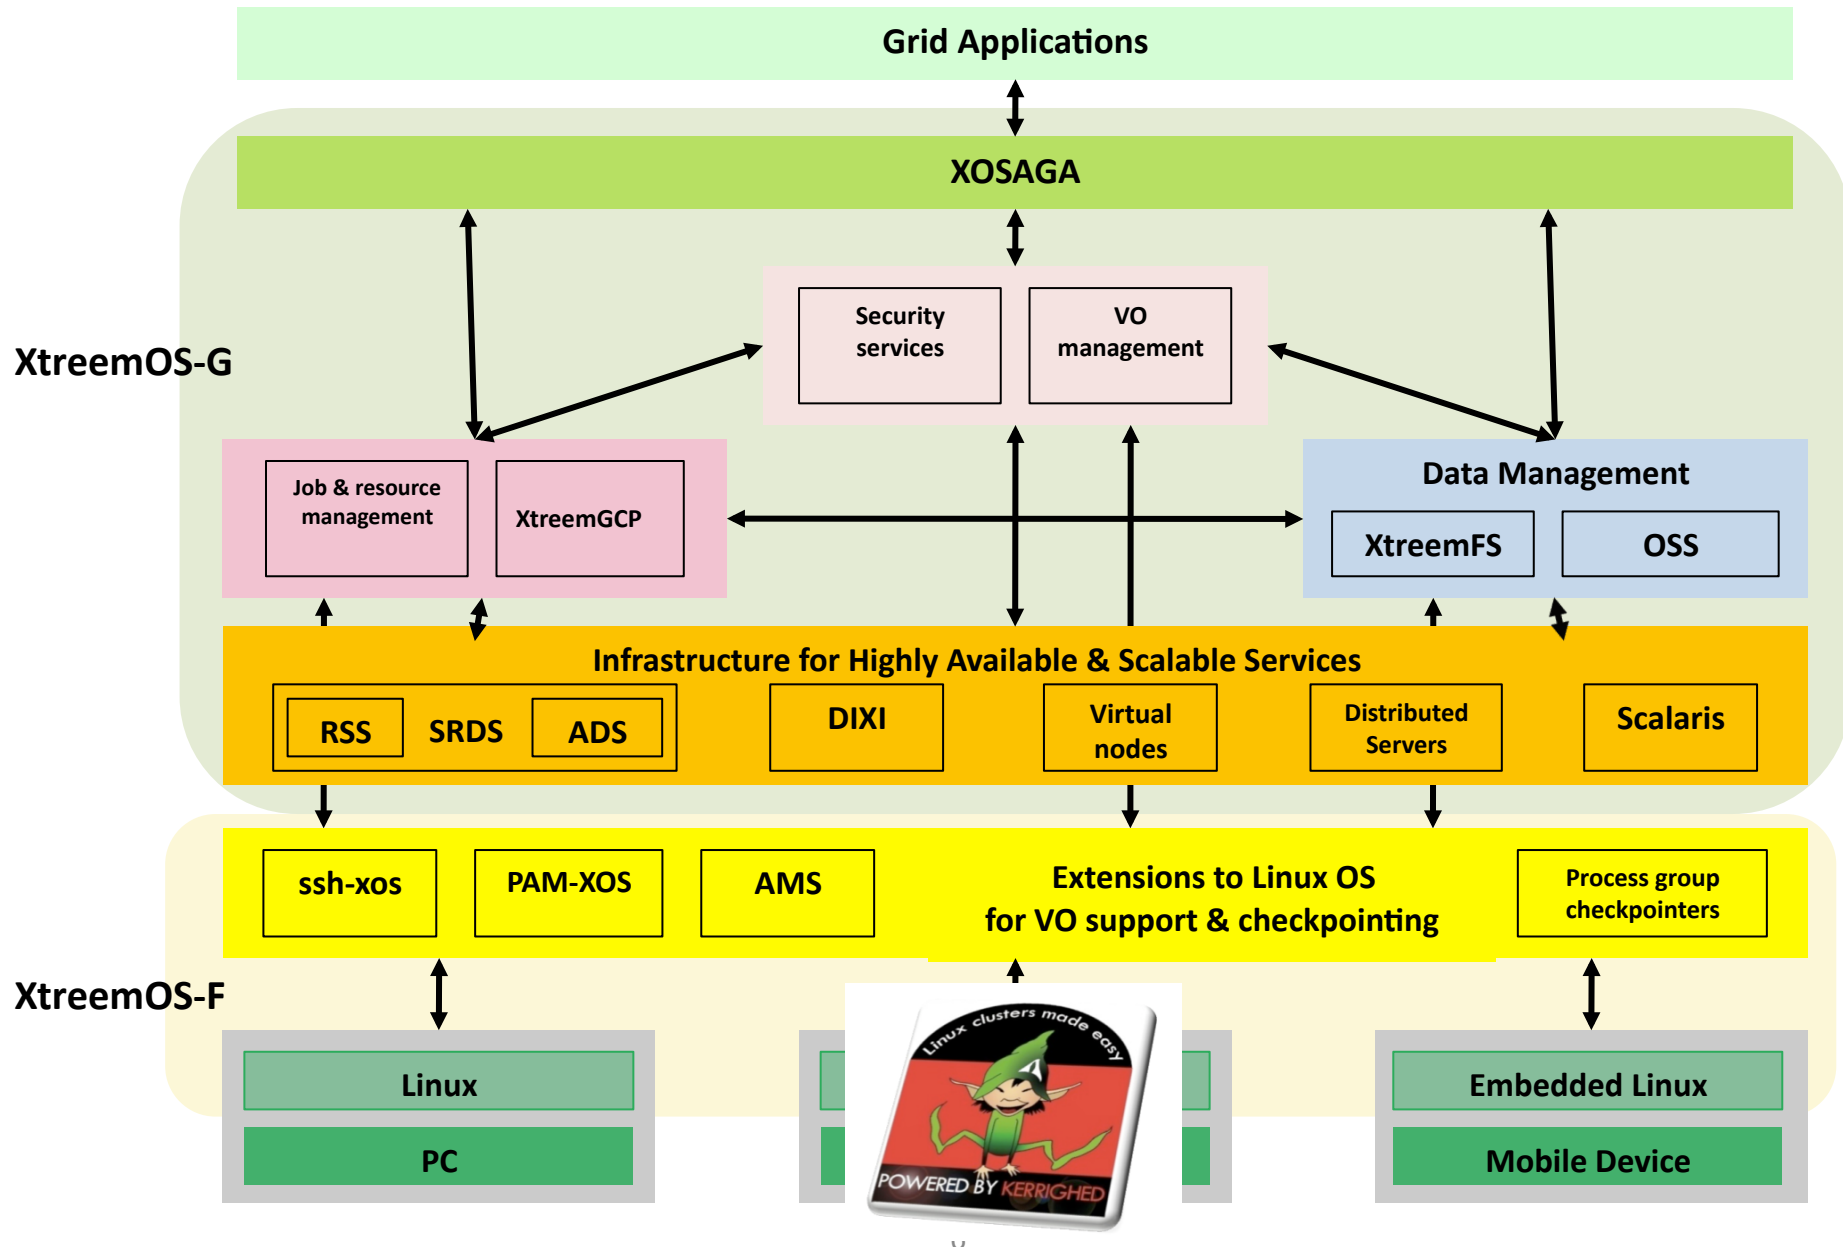 Grid Applications
XOSAGA
Security
services
VO
management
XtreemOS-G
Job & resource
management
XtreemGCP
Data Management
XtreemFS
OSS
Infrastructure for Highly Available & Scalable Services
RSS
SRDS
ADS
DIXI
Virtual
nodes
Distributed
Servers
Scalaris
ssh-xos
PAM-XOS
AMS
Extensions to Linux OS
for VO support & checkpointing
Process group
checkpointers
XtreemOS-F
Linux
PC
Linux clusters made easy
POWERED BY KERRIGHED
Embedded Linux
Mobile Device